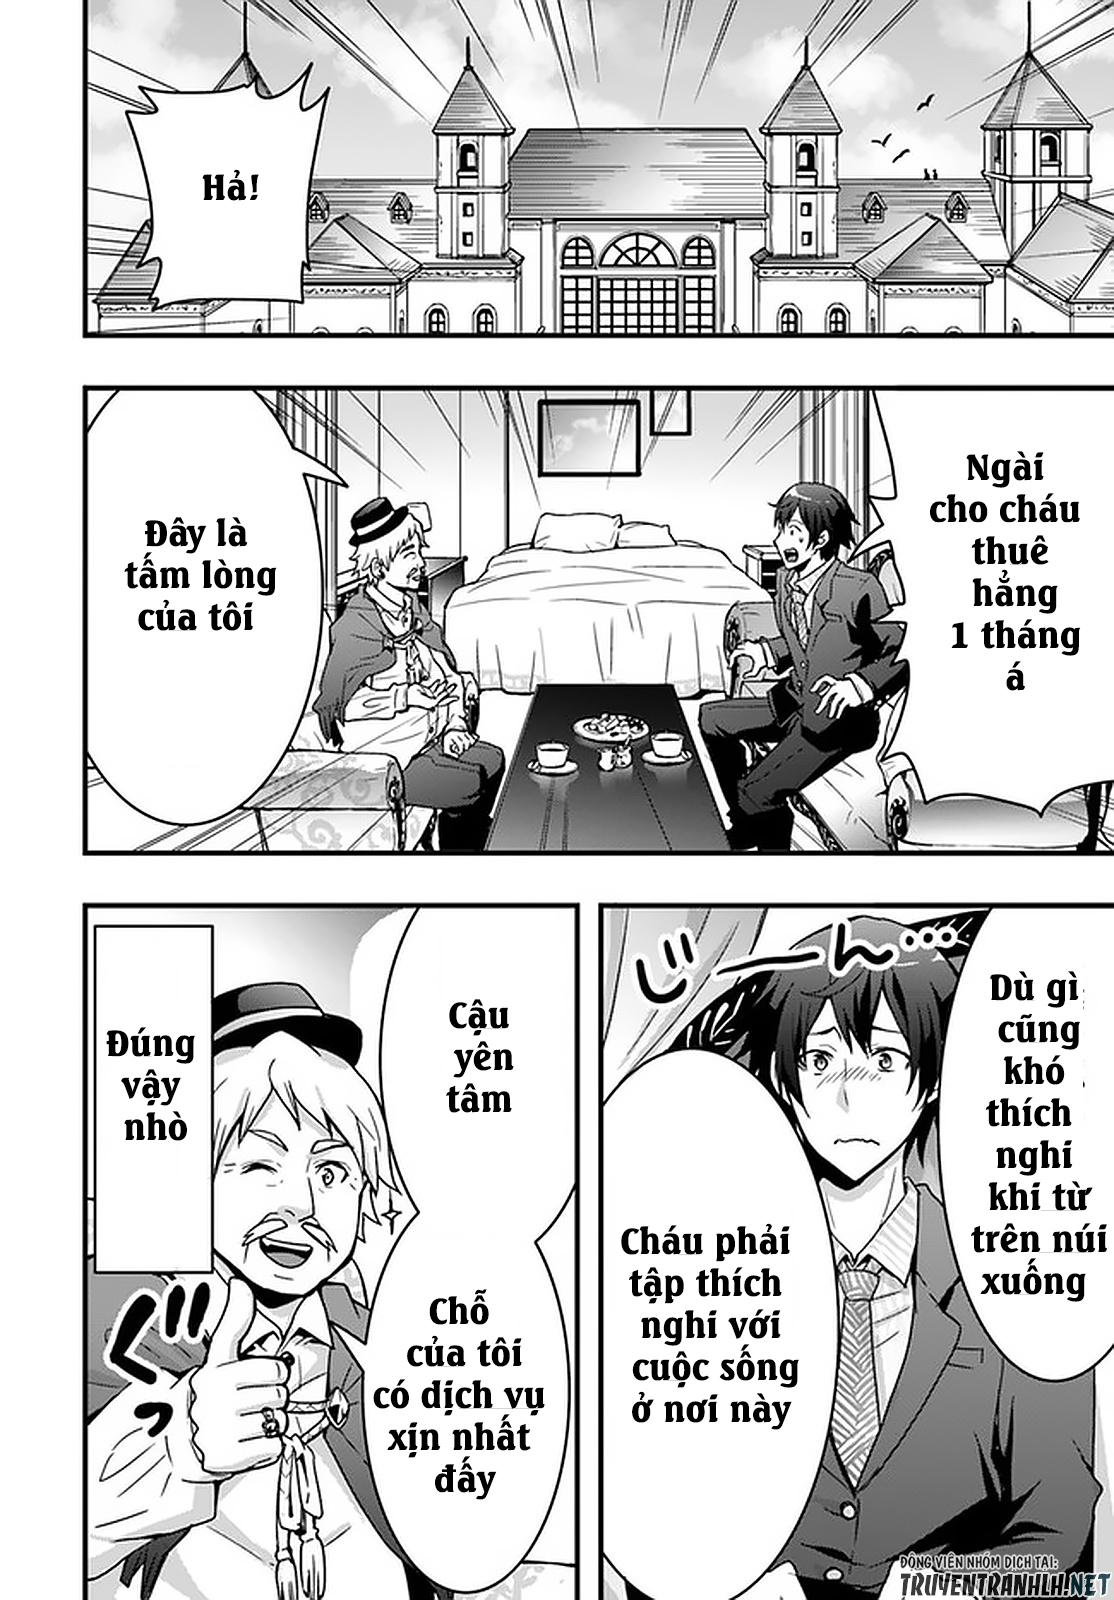 Hả!
Ngài
cho cháu
thuê
hẳng
1 tháng
á
Đây là
tấm lòng
của tôi
じーん…
Dù gì
cũng
khó
thích
nghi
khi từ
trên núi
xuống
Cháu phải
tập thích
nghi với
cuộc sống
ở nơi này
Cậu
yên
tâm
Chỗ
của tôi
có dịch vụ
xịn nhất
đấy
Đúng
vậy
nhò
ぐっ
ĐỘNG VIÊN NHÓM DỊCH TẠI:
TRUYENTRANHLH.NET